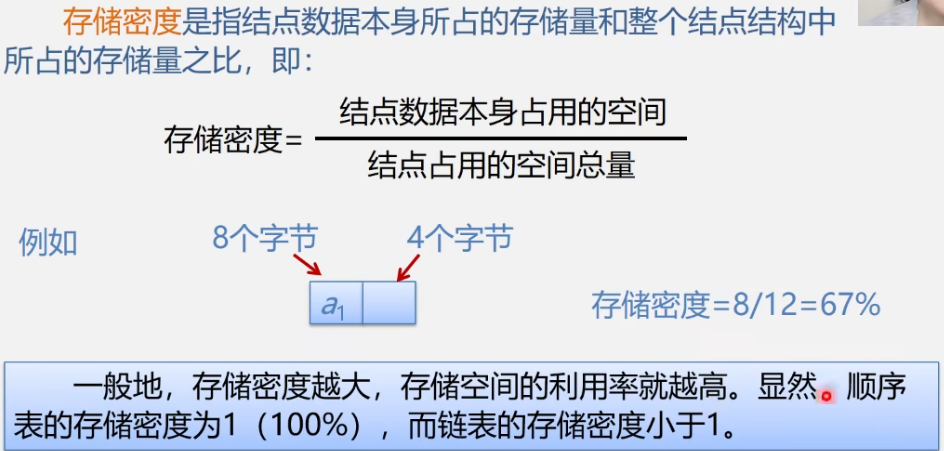 存储密度是指结点数据本身所占的存储量和整个结点结构中
所占的存储量之比，即：
结点数据本身占用的空间
存储密度=
结点占用的空间总量
例如
8个字节
4个字节
a1
存储密度=8/12=67%
一般地，存储密度越大，存储空间的利用率就越高。显然。顺序
表的存储密度为1（100%），而链表的存储密度小于1。